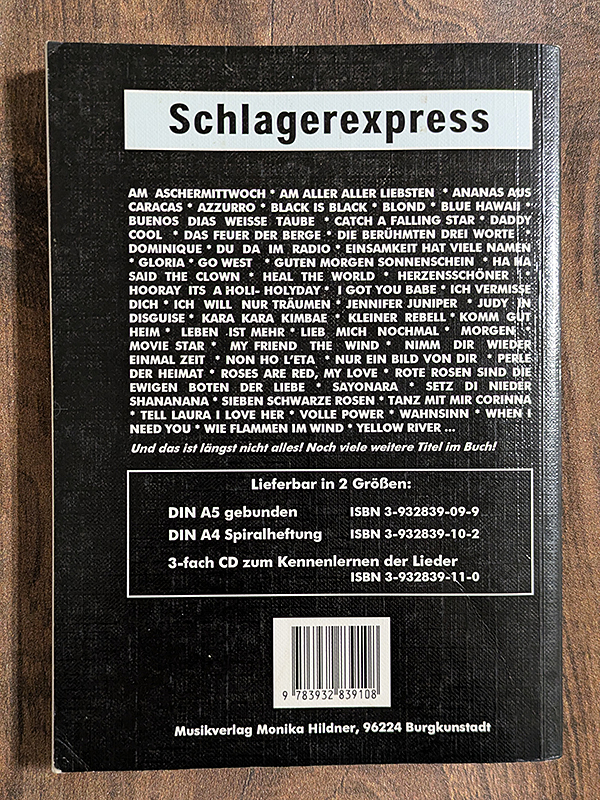 Schlagerexpress
AM ASCHERMITTWOCH * AM ALLER ALLER LIEBSTEN * ANANAS AUS
CARACAS * AZZURRO * BLACK IS BLACK * BLOND * BLUE HAWAII *
BUENOS DIAS WEISSE TAUBE * CATCH A FALLING STAR * DADDY
COOL * DAS FEUER DER BERGE * DIE BERÜHMTEN DREI WORTE *
DOMINIQUE * DU DA IM RADIO * EINSAMKEIT HAT VIELE NAMEN
* GLORIA * GO WEST * GUTEN MORGEN SONNENSCHEIN * HA HA
SAID THE CLOWN * HEAL THE WORLD * HERZENSSCHÖNER *
HOORAY ITS A HOLI- HOLYDAY * I GOT YOU BABE * ICH VERMISSE
DICH * ICH WILL NUR TRÄUMEN * JENNIFER JUNIPER * JUDY IN
DISGUISE * KARA KARA KIMBAE * KLEINER REBELL * KOMM GUT
HEIM * LEBEN IST MEHR * LIEB MICH NOCHMAL * MORGEN *
MOVIE STAR * MY FRIEND THE WIND * NIMM DIR WIEDER
EINMAL ZEIT * NON HO L'ETA * NUR EIN BILD VON DIR * PERLE
DER HEIMAT * ROSES ARE RED, MY LOVE * ROTE ROSEN SIND DIE
EWIGEN BOTEN DER LIEBE * SAYONARA * SETZ DI NIEDER
SHANANANA * SIEBEN SCHWARZE ROSEN * TANZ MIT MIR CORINNA
* TELL LAURA I LOVE HER * VOLLE POWER * WAHNSINN * WHEN I
NEED YOU * WIE FLAMMEN IM WIND * YELLOW RIVER ...
Und das ist längst nicht alles! Noch viele weitere Titel im Buch!
Lieferbar in 2 Größen:
DIN A5 gebunden ISBN 3-932839-09-9
DIN A4 Spiralheftung ISBN 3-932839-10-2
3-fach CD zum Kennenlernen der Lieder
ISBN 3-932839-11-0
9 783932 839108
Musikverlag Monika Hildner, 96224 Burgkunstadt